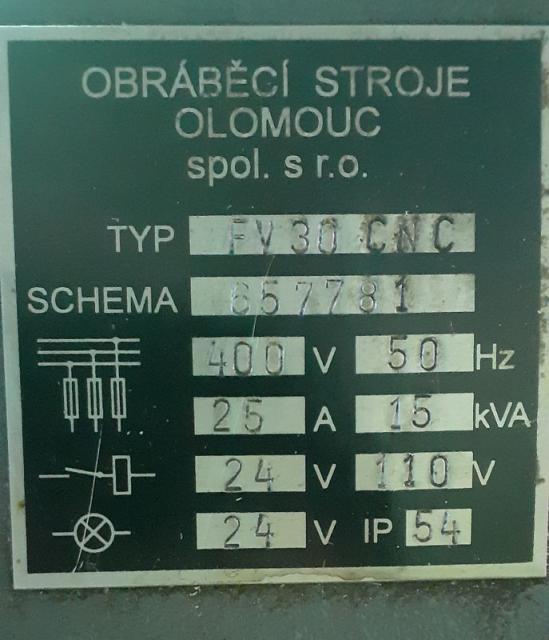 OBRÁBĚCÍ STROJE
OLOMOUC
spol. s r.o.
TYP FV30 CNC
SCHEMA 657781
400 V 50 Hz
25 A 15 kVA
24 V 110 V
24 V IP 54